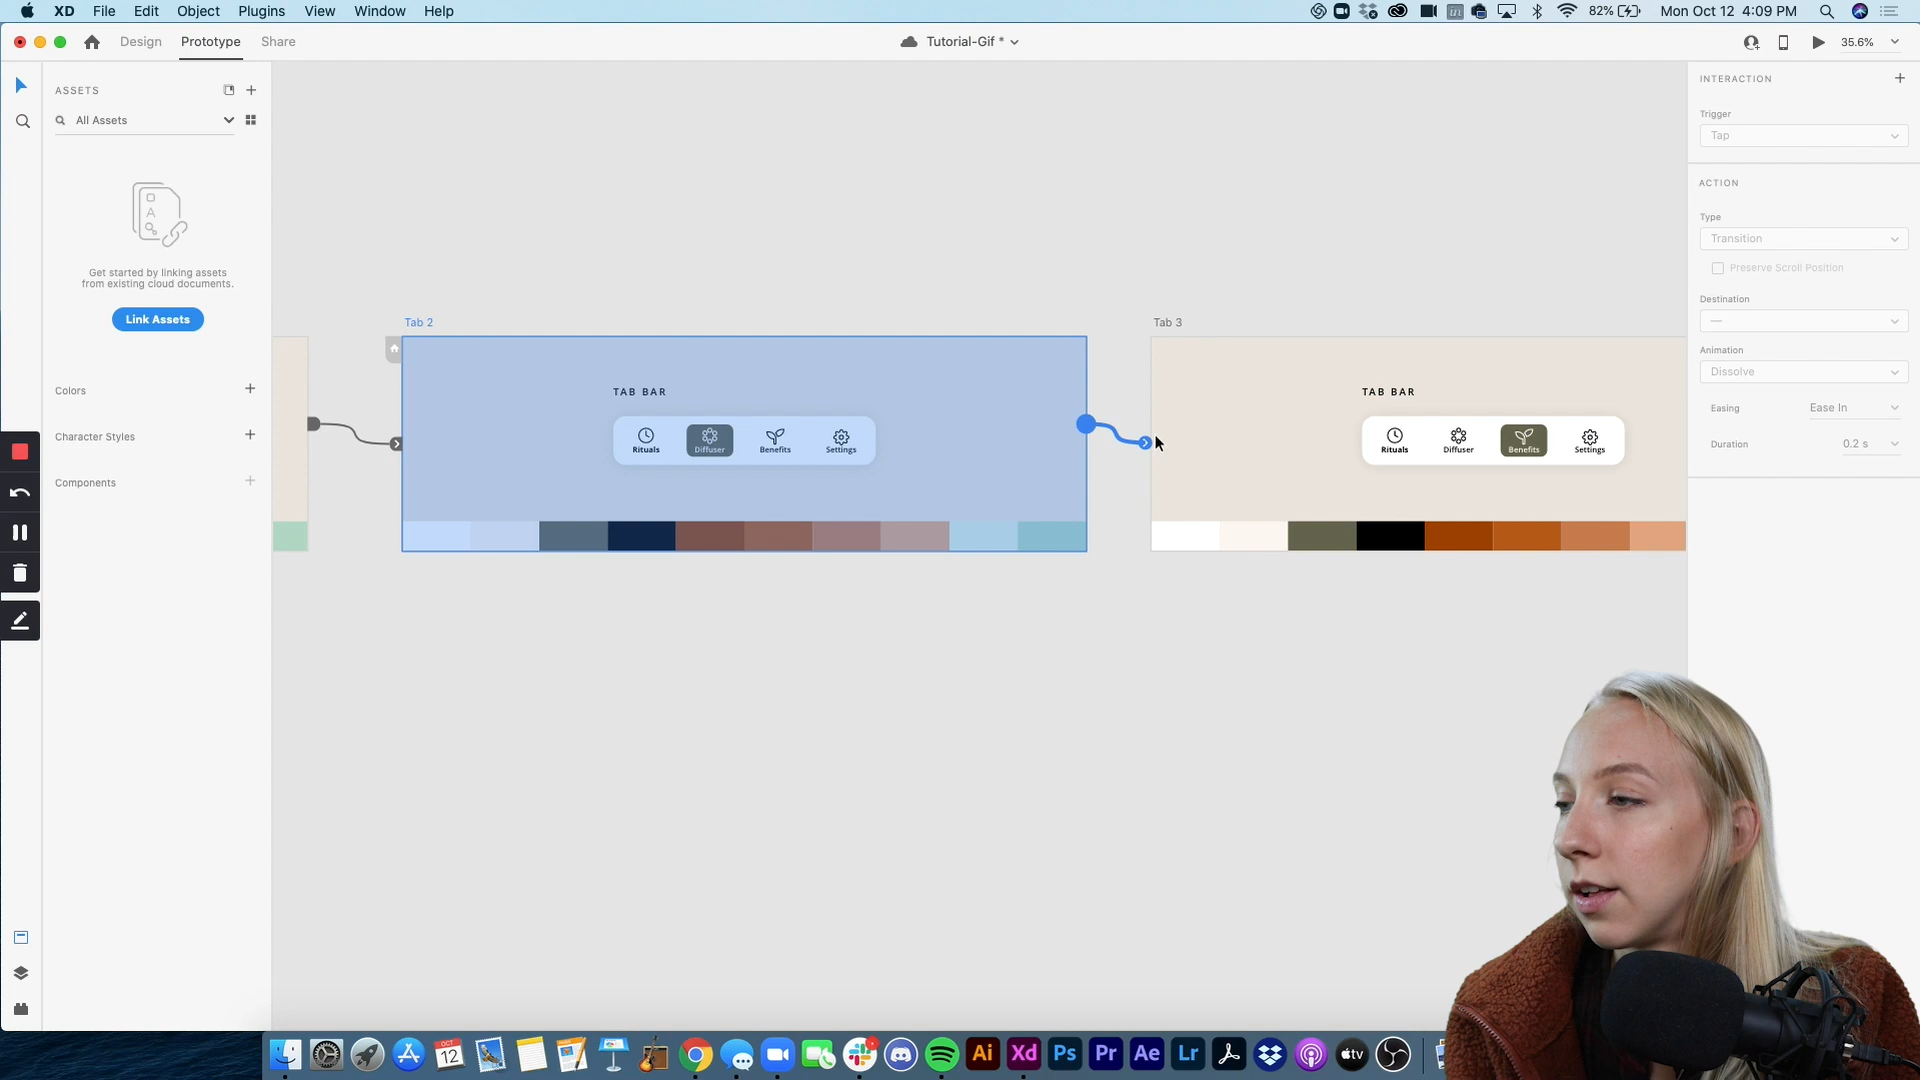 XD File Edit Object Plugins View Window Help
82% Mon Oct 12 4:09 PM
Design Prototype Share
Tutorial-Gif *
35.6%
ASSETS
All Assets
A
Get started by linking assets
from existing cloud documents.
Link Assets
Colors
Character Styles
Components
Tab 2
TAB BAR
Rituals Diffuser Benefits Settings
Tab 3
TAB BAR
Rituals Diffuser Benefits Settings
INTERACTION
Trigger
Tap
ACTION
Type
Transition
Preserve Scroll Position
Destination
—
Animation
Dissolve
Easing Ease In
Duration 0.2 s
OCT
12
Ai Xd Ps Pr Ae Lr
tv